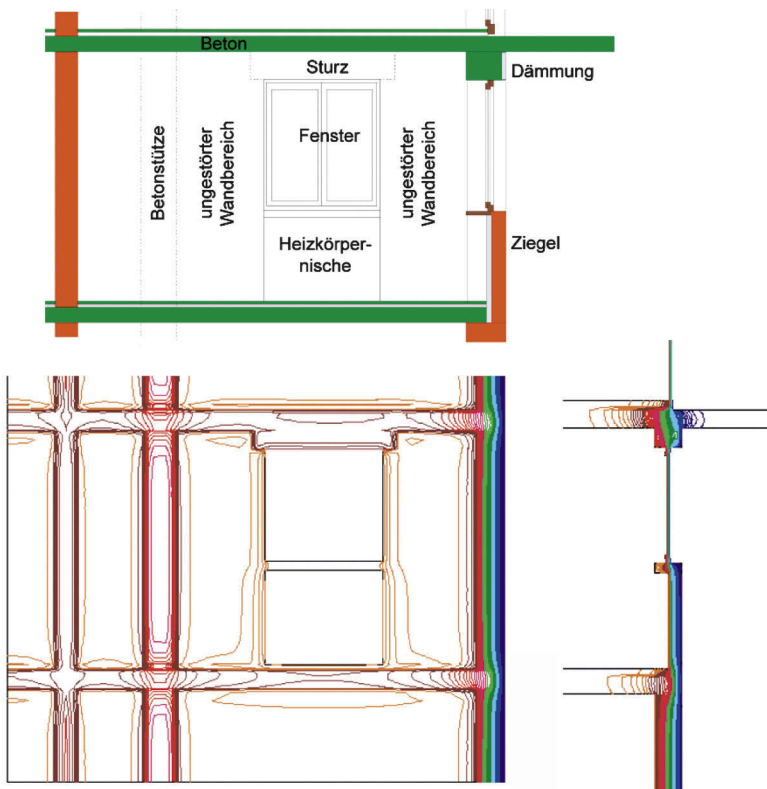 Beton
Sturz
Dämmung
Betonstütze
ungestörter
Wandbereich
Fenster
ungestörter
Wandbereich
Heizkörper-
nische
Ziegel